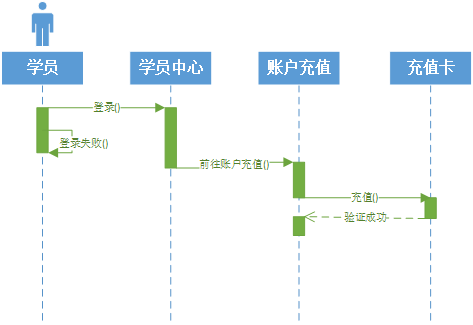 学员
学员中心
账户充值
充值卡
登录()
登录失败()
前往账户充值()
充值()
验证成功